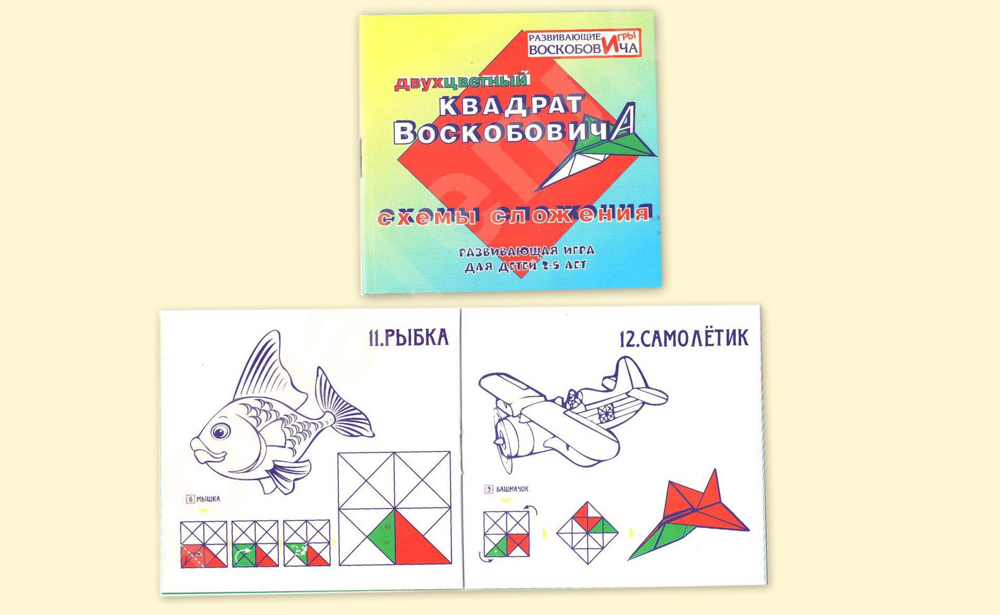 РАЗВИВАЮЩИЕ ИГРЫ
ВОСКОБОВИЧА
двухцветный
КВАДРАТ
ВОСКОБОВИЧА
схемы сложения
РАЗВИВАЮЩАЯ ИГРА
ДЛЯ ДЕТЕЙ 2-5 ЛЕТ
11.РЫБКА
6 МЫШКА
12.САМОЛЁТИК
9 БАШМАЧОК